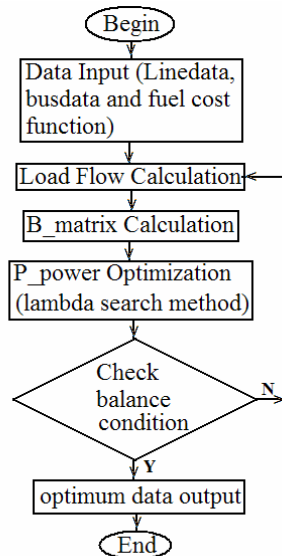 Begin
Data Input (Linedata,
busdata and fuel cost
function)
Load Flow Calculation
B_matrix Calculation
P_power Optimization
(lambda search method)
Check
balance
condition
N
Y
optimum data output
End